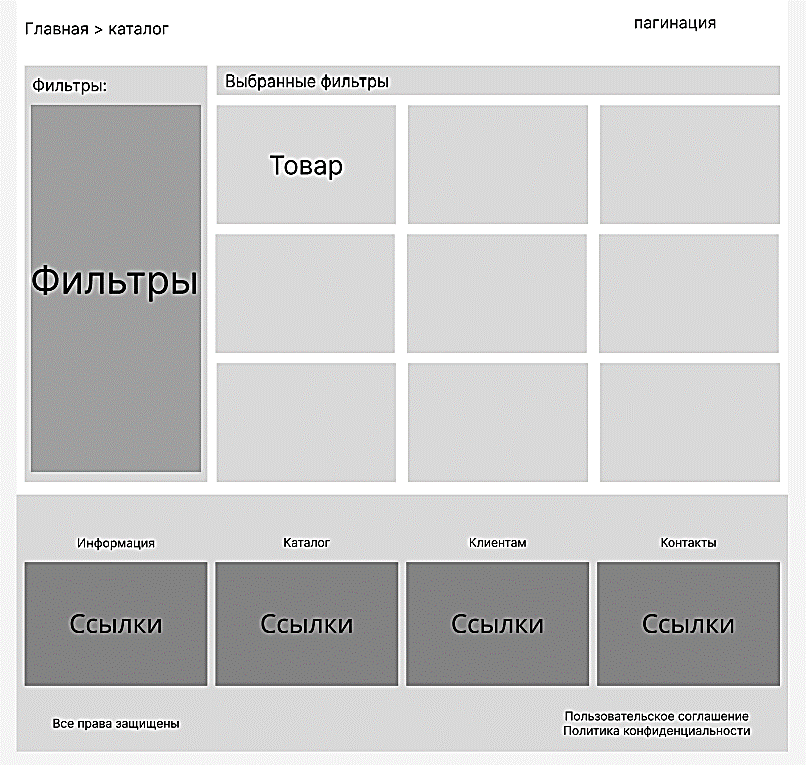 Главная > каталог
пагинация
Фильтры:
Выбранные фильтры
Товар
Фильтры
Информация
Каталог
Клиентам
Контакты
Ссылки
Ссылки
Ссылки
Ссылки
Все права защищены
Пользовательское соглашение
Политика конфиденциальности